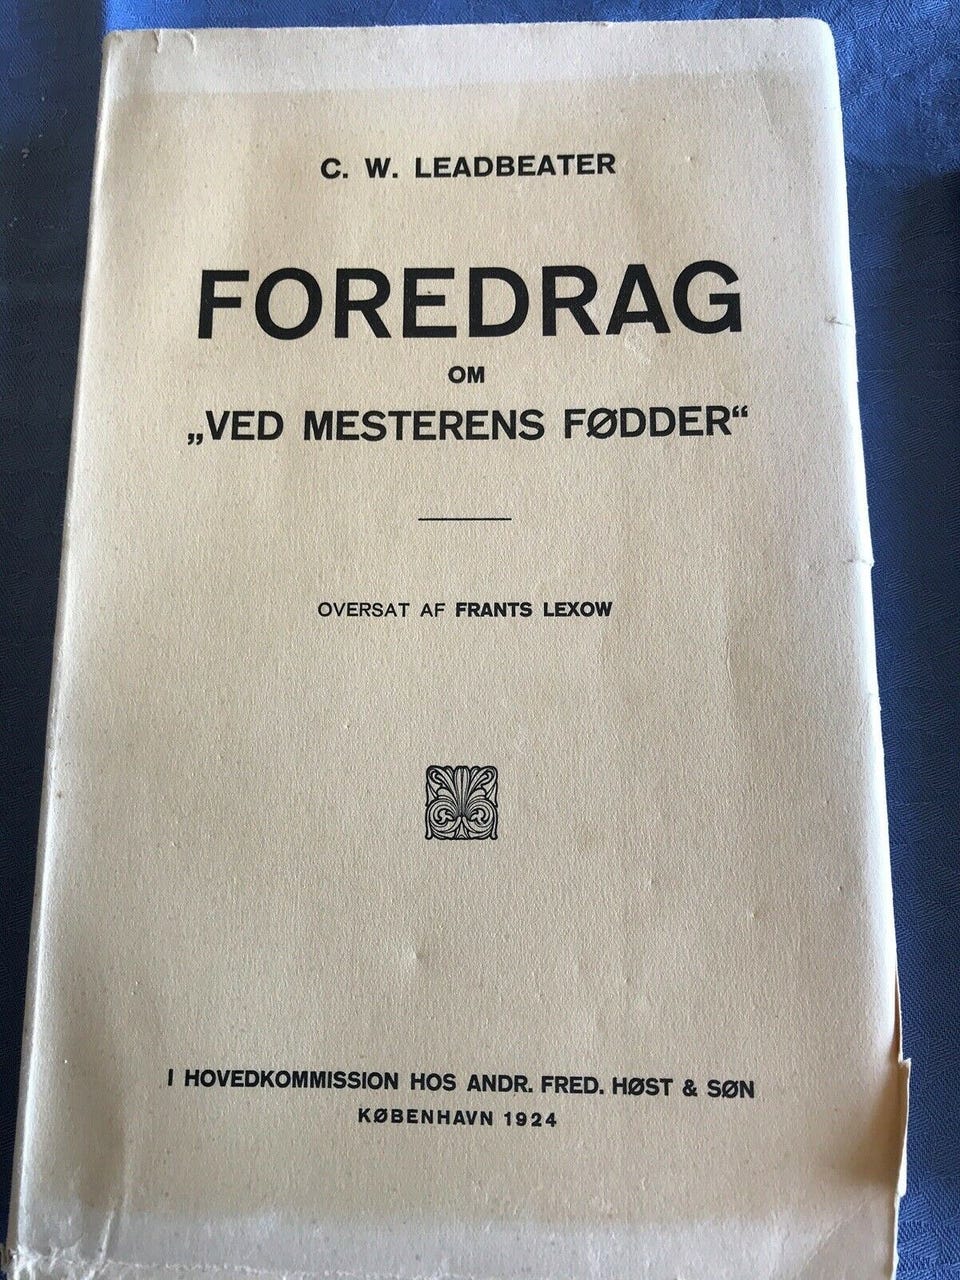 C. W. LEADBEATER
FOREDRAG
OM
„VED MESTERENS FØDDER“
OVERSAT AF FRANTS LEXOW
I HOVEDKOMMISSION HOS ANDR. FRED. HØST & SØN
KØBENHAVN 1924